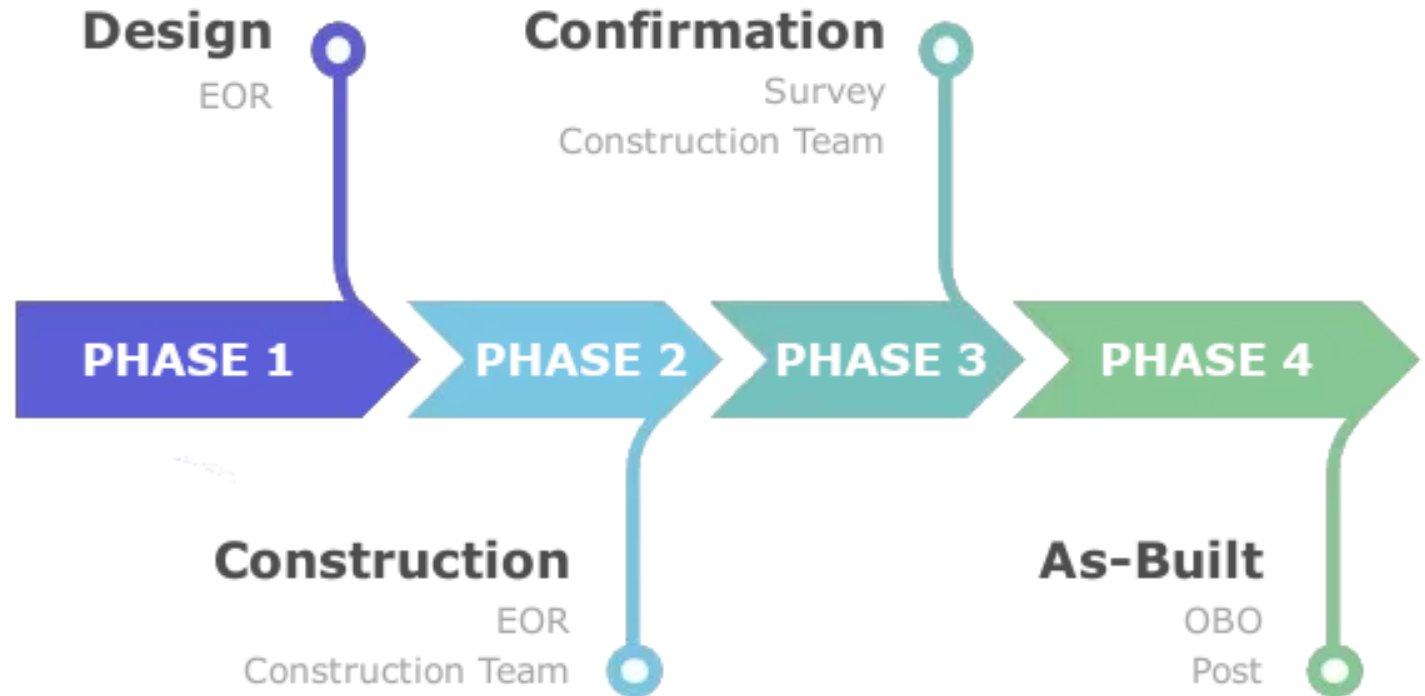 Design
EOR
Confirmation
Survey
Construction Team
PHASE 1
PHASE 2
PHASE 3
PHASE 4
Construction
EOR
Construction Team
As-Built
OBO
Post